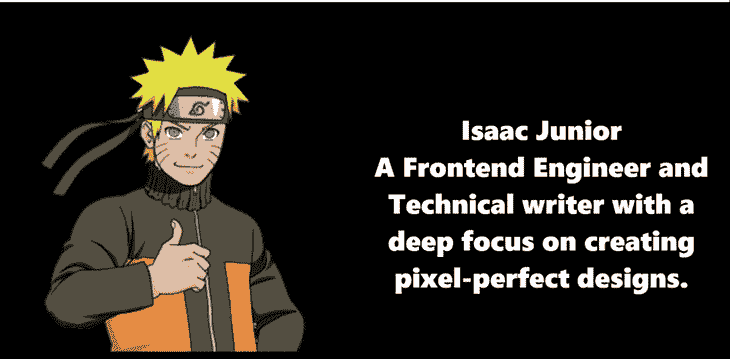 Isaac Junior
A Frontend Engineer and
Technical writer with a
deep focus on creating
pixel-perfect designs.